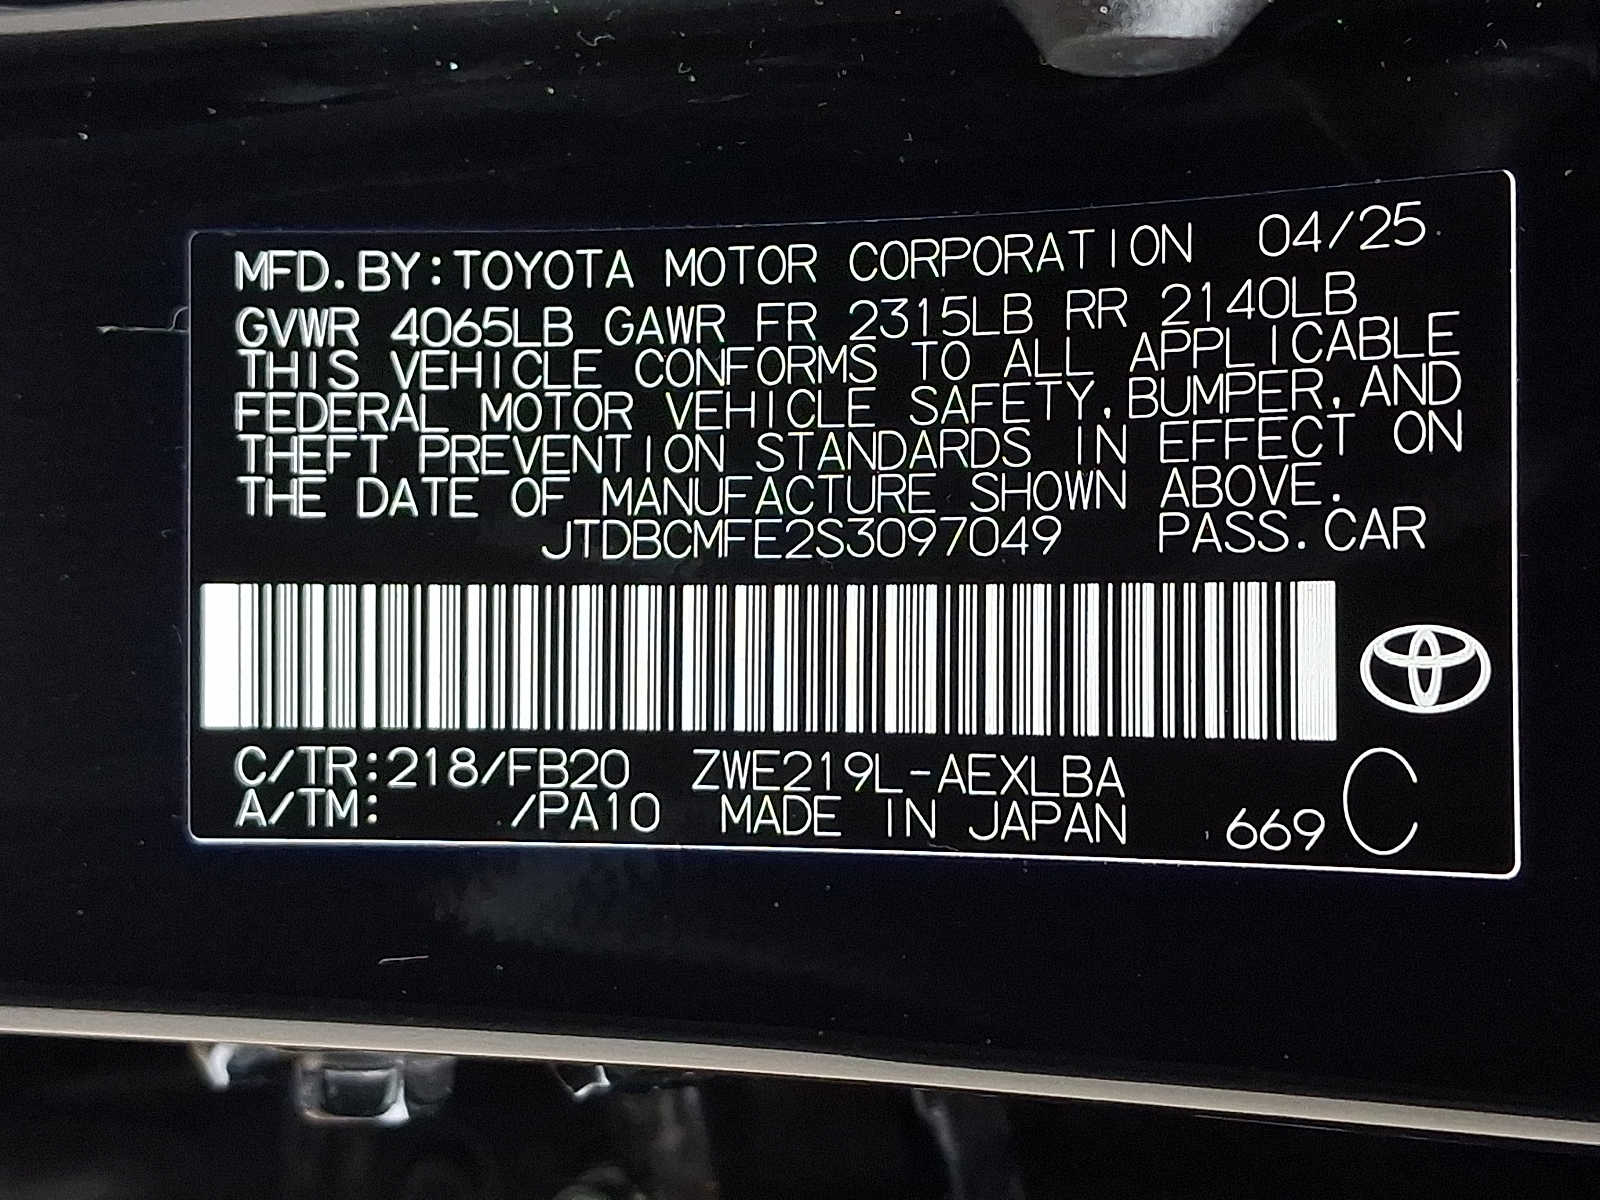 MFD.BY:TOYOTA MOTOR CORPORATION 04/25
GVWR 4065LB GAWR FR 2315LB RR 2140LB
THIS VEHICLE CONFORMS TO ALL APPLICABLE
FEDERAL MOTOR VEHICLE SAFETY,BUMPER,AND
THEFT PREVENTION STANDARDS IN EFFECT ON
THE DATE OF MANUFACTURE SHOWN ABOVE.
JTDBCMFE2S3097049 PASS.CAR
C/TR:218/FB20 ZWE219L-AEXLBA
A/TM: /PA10 MADE IN JAPAN 669 C